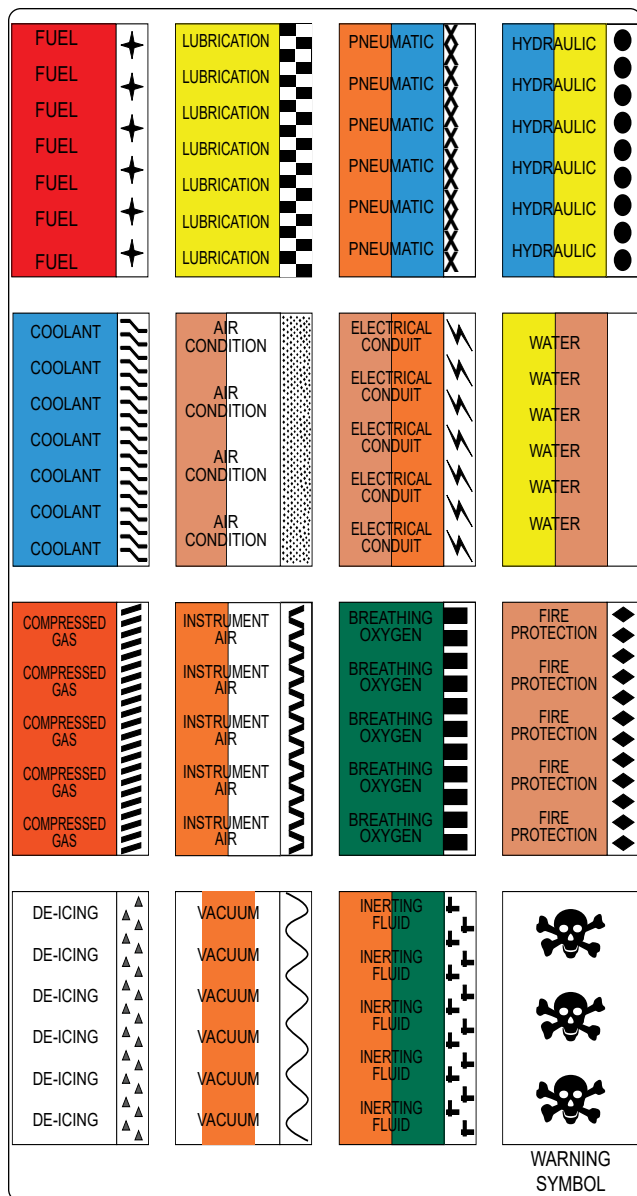 FUEL
FUEL
FUEL
FUEL
FUEL
FUEL
FUEL
LUBRICATION
LUBRICATION
LUBRICATION
LUBRICATION
LUBRICATION
LUBRICATION
LUBRICATION
PNEUMATIC
PNEUMATIC
PNEUMATIC
PNEUMATIC
PNEUMATIC
PNEUMATIC
HYDRAULIC
HYDRAULIC
HYDRAULIC
HYDRAULIC
HYDRAULIC
HYDRAULIC
COOLANT
COOLANT
COOLANT
COOLANT
COOLANT
COOLANT
COOLANT
AIR
CONDITION
AIR
CONDITION
AIR
CONDITION
AIR
CONDITION
ELECTRICAL
CONDUIT
ELECTRICAL
CONDUIT
ELECTRICAL
CONDUIT
ELECTRICAL
CONDUIT
ELECTRICAL
CONDUIT
WATER
WATER
WATER
WATER
WATER
WATER
COMPRESSED
GAS
COMPRESSED
GAS
COMPRESSED
GAS
COMPRESSED
GAS
COMPRESSED
GAS
INSTRUMENT
AIR
INSTRUMENT
AIR
INSTRUMENT
AIR
INSTRUMENT
AIR
INSTRUMENT
AIR
BREATHING
OXYGEN
BREATHING
OXYGEN
BREATHING
OXYGEN
BREATHING
OXYGEN
BREATHING
OXYGEN
FIRE
PROTECTION
FIRE
PROTECTION
FIRE
PROTECTION
FIRE
PROTECTION
FIRE
PROTECTION
DE-ICING
DE-ICING
DE-ICING
DE-ICING
DE-ICING
DE-ICING
VACUUM
VACUUM
VACUUM
VACUUM
VACUUM
VACUUM
INERTING
FLUID
INERTING
FLUID
INERTING
FLUID
INERTING
FLUID
INERTING
FLUID
WARNING
SYMBOL